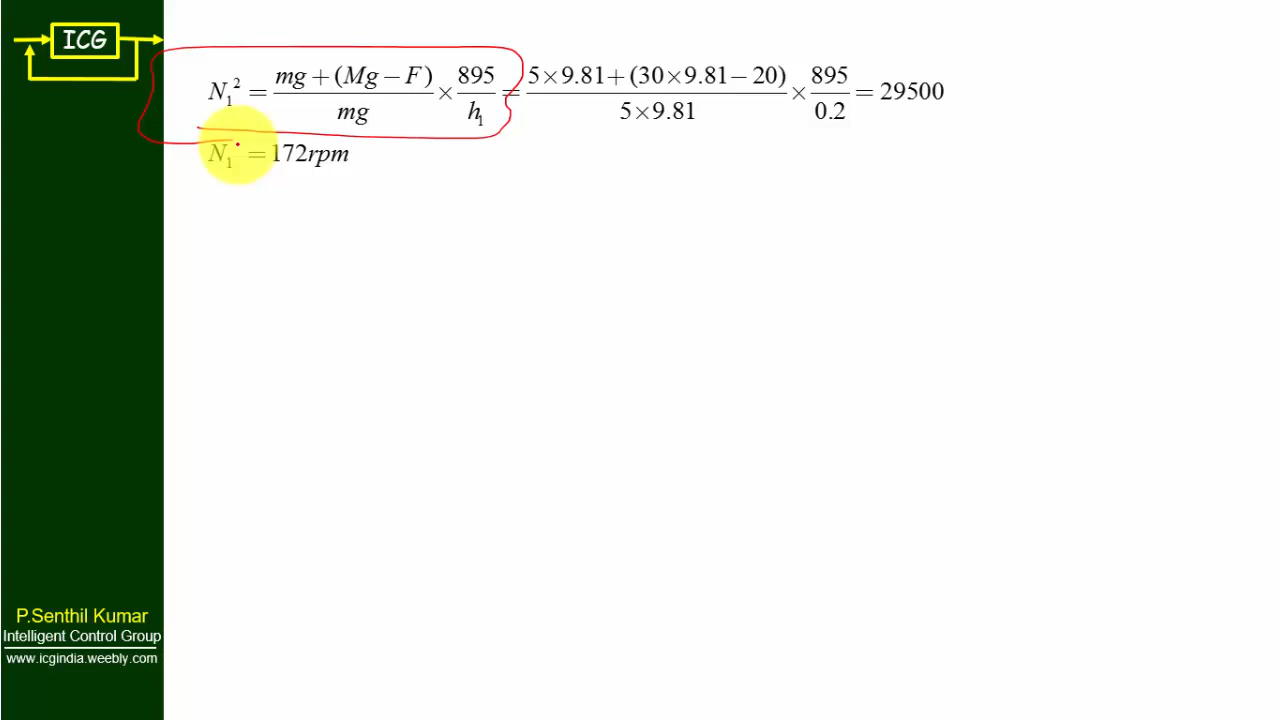 ICG
N₁² = mg + (Mg − F) / mg × 895 / h₁ = 5×9.81+(30×9.81−20) / 5×9.81 × 895 / 0.2 = 29500
N₁ = 172rpm
P.Senthil Kumar
Intelligent Control Group
www.icgindia.weebly.com